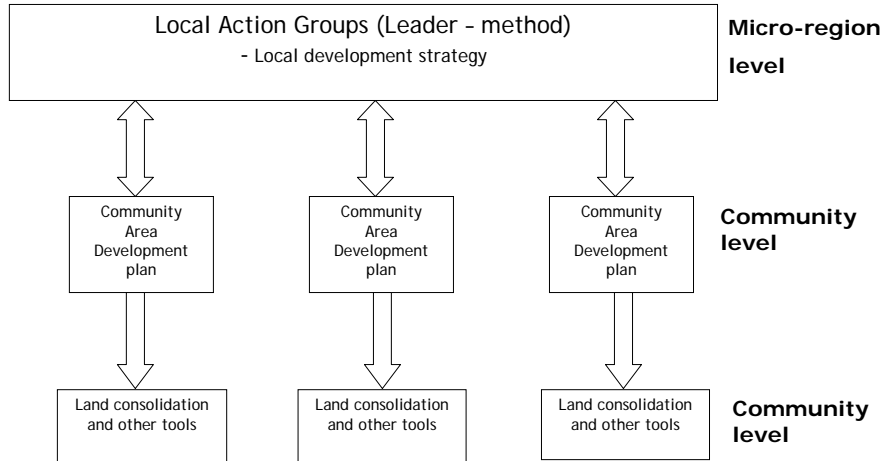 Local Action Groups (Leader – method)
- Local development strategy
Micro-region
level
Community
Area
Development
plan
Community
Area
Development
plan
Community
Area
Development
plan
Community
level
Land consolidation
and other tools
Land consolidation
and other tools
Land consolidation
and other tools
Community
level